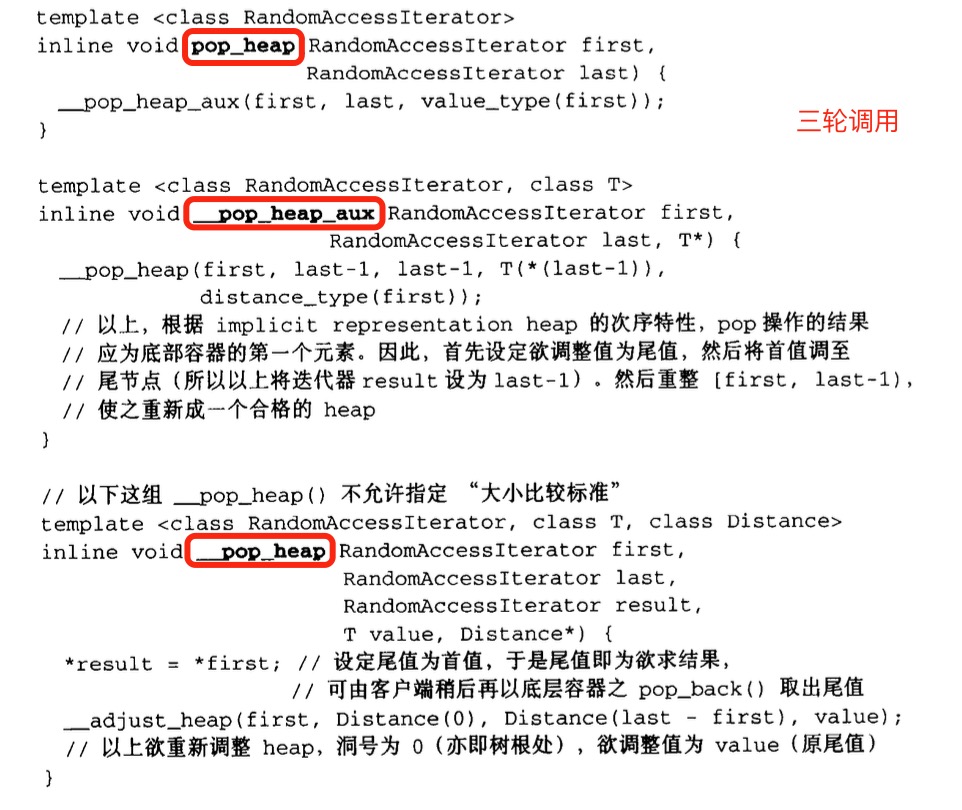 template <class RandomAccessIterator>
inline void pop_heap RandomAccessIterator first,
RandomAccessIterator last) {
__pop_heap_aux(first, last, value_type(first));
}
三轮调用
template <class RandomAccessIterator, class T>
inline void __pop_heap_aux RandomAccessIterator first,
RandomAccessIterator last, T*) {
__pop_heap(first, last-1, last-1, T(*(last-1)),
distance_type(first));
// 以上，根据 implicit representation heap 的次序特性，pop 操作的结果
// 应为底部容器的第一个元素。因此，首先设定欲调整值为尾值，然后将首值调至
// 尾节点（所以以上将迭代器 result 设为 last-1）。然后重整 [first, last-1),
// 使之重新成一个合格的 heap
}
// 以下这组 __pop_heap() 不允许指定 “大小比较标准”
template <class RandomAccessIterator, class T, class Distance>
inline void __pop_heap RandomAccessIterator first,
RandomAccessIterator last,
RandomAccessIterator result,
T value, Distance*) {
*result = *first; // 设定尾值为首值，于是尾值即为欲求结果，
// 可由客户端稍后再以底层容器之 pop_back() 取出尾值
__adjust_heap(first, Distance(0), Distance(last - first), value);
// 以上欲重新调整 heap，洞号为 0（亦即树根处），欲调整值为 value（原尾值）
}